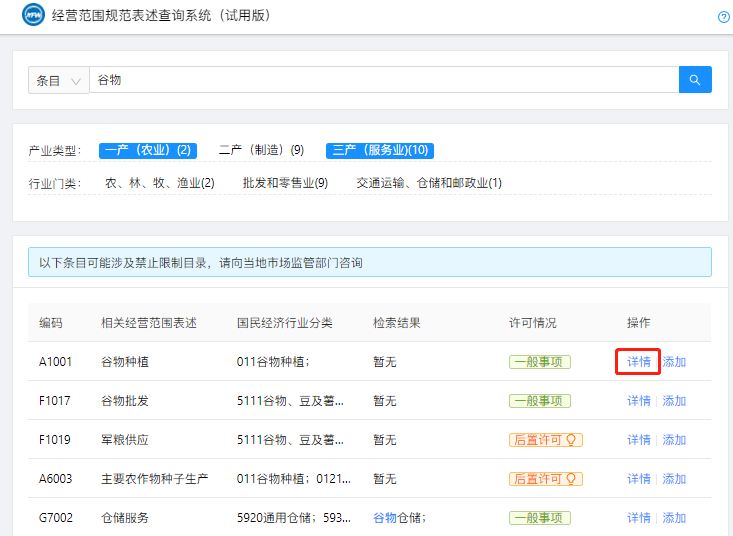 经营范围规范表述查询系统（试用版）
条目 谷物
产业类型： 一产（农业）(2) 二产（制造）(9) 三产（服务业)(10)
行业门类： 农、林、牧、渔业(2) 批发和零售业(9) 交通运输、仓储和邮政业(1)
以下条目可能涉及禁止限制目录，请向当地市场监管部门咨询
编码 相关经营范围表述 国民经济行业分类 检索结果 许可情况 操作
A1001 谷物种植 011谷物种植; 暂无 一般事项 详情 添加
F1017 谷物批发 5111谷物、豆及薯... 暂无 一般事项 详情 添加
F1019 军粮供应 5111谷物、豆及薯... 暂无 后置许可 详情 添加
A6003 主要农作物种子生产 011谷物种植; 0121... 暂无 后置许可 详情 添加
G7002 仓储服务 5920通用仓储; 593... 谷物仓储; 一般事项 详情 添加